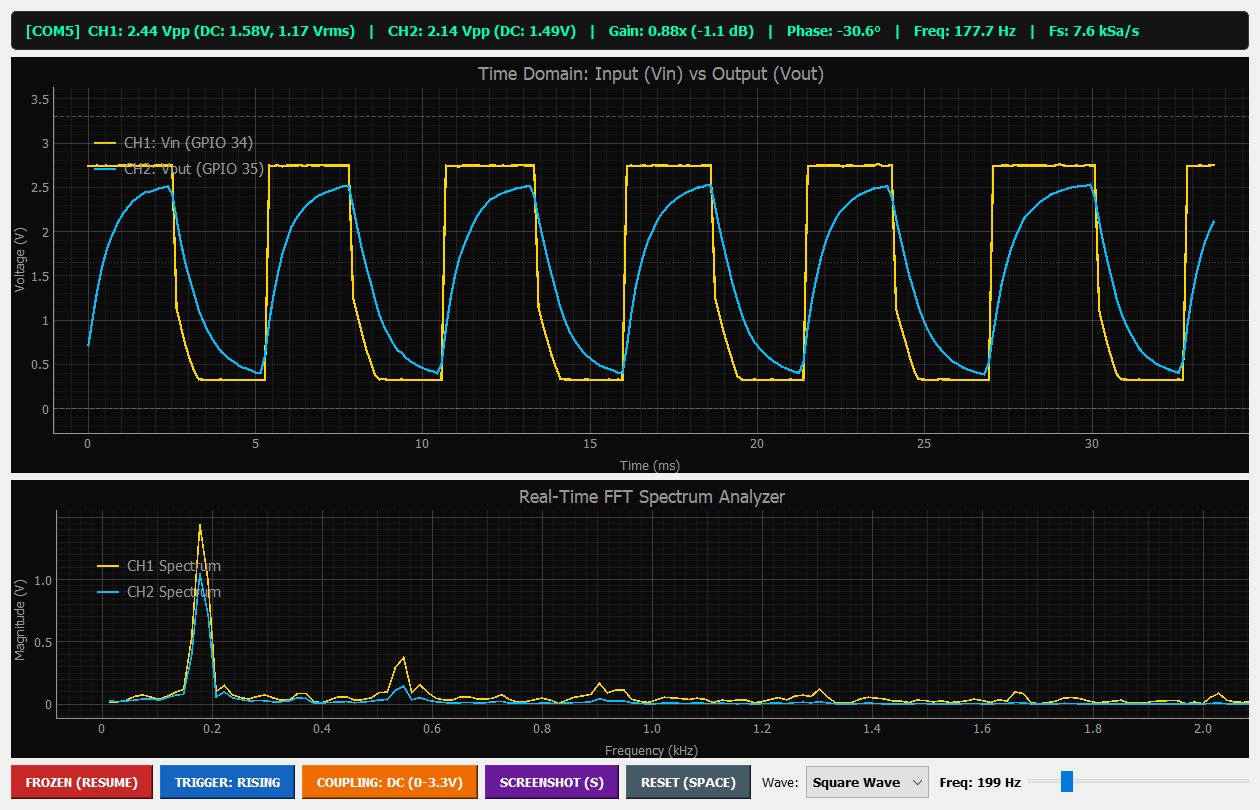 [COM5] CH1: 2.44 Vpp (DC: 1.58V, 1.17 Vrms) | CH2: 2.14 Vpp (DC: 1.49V) | Gain: 0.88x (-1.1 dB) | Phase: -30.6° | Freq: 177.7 Hz | Fs: 7.6 kSa/s
Time Domain: Input (Vin) vs Output (Vout)
3.5
3
2.5
2
1.5
1
0.5
0
Voltage (V)
CH1: Vin (GPIO 34)
CH2: Vout (GPIO 35)
0 5 10 15 20 25 30
Time (ms)
Real-Time FFT Spectrum Analyzer
1.0
0.5
0
Magnitude (V)
CH1 Spectrum
CH2 Spectrum
0 0.2 0.4 0.6 0.8 1.0 1.2 1.4 1.6 1.8 2.0
Frequency (kHz)
FROZEN (RESUME) TRIGGER: RISING COUPLING: DC (0-3.3V) SCREENSHOT (S) RESET (SPACE) Wave: Square Wave Freq: 199 Hz